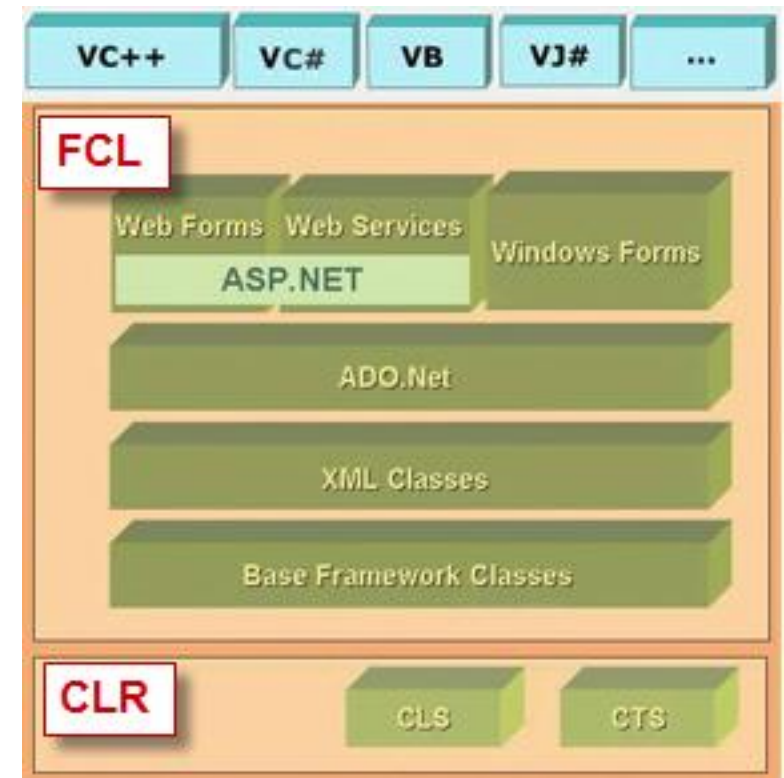 VC++ VC# VB VJ# ...
FCL
Web Forms Web Services
Windows Forms
ASP.NET
ADO.Net
XML Classes
Base Framework Classes
CLR
CLS CTS